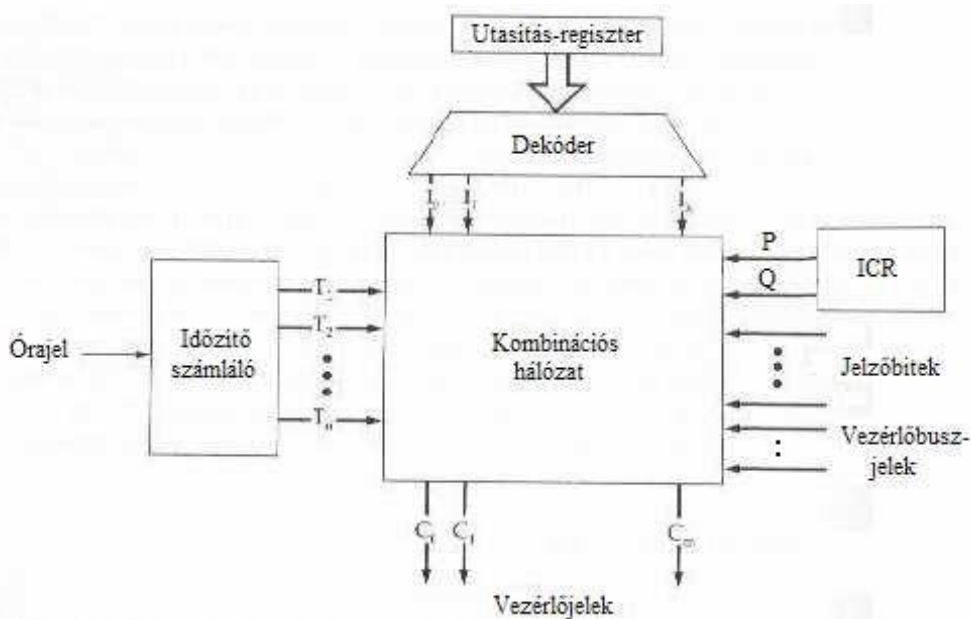 Utasítás-regiszter
Dekóder
I₀ I₁ Iₖ
P
ICR
Q
T₁
T₂
Tₙ
Órajel
Időzítő
számláló
Kombinációs
hálózat
Jelzőbitek
Vezérlőbusz-
jelek
C₁ C₁ Cₘ
Vezérlőjelek